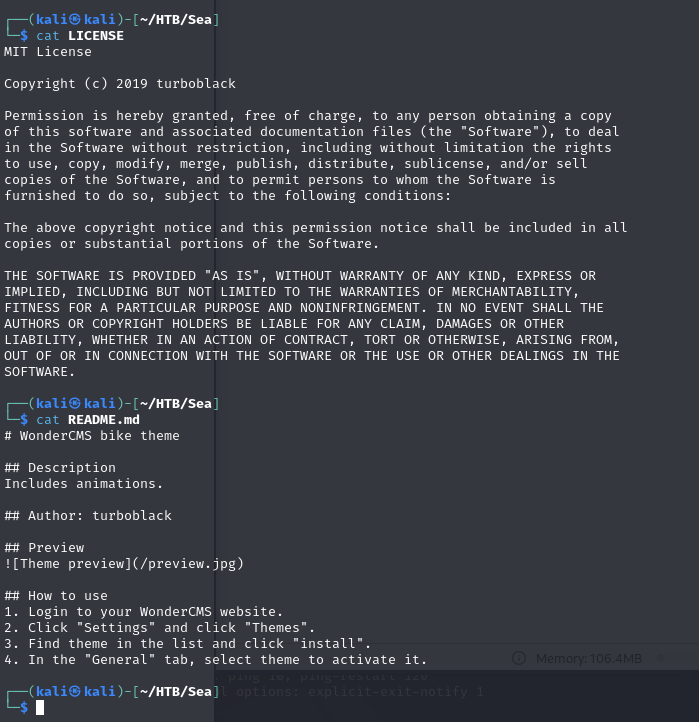 ┌──(kali㉿kali)-[~/HTB/Sea]
└─$ cat LICENSE
MIT License
Copyright (c) 2019 turboblack
Permission is hereby granted, free of charge, to any person obtaining a copy
of this software and associated documentation files (the "Software"), to deal
in the Software without restriction, including without limitation the rights
to use, copy, modify, merge, publish, distribute, sublicense, and/or sell
copies of the Software, and to permit persons to whom the Software is
furnished to do so, subject to the following conditions:
The above copyright notice and this permission notice shall be included in all
copies or substantial portions of the Software.
THE SOFTWARE IS PROVIDED "AS IS", WITHOUT WARRANTY OF ANY KIND, EXPRESS OR
IMPLIED, INCLUDING BUT NOT LIMITED TO THE WARRANTIES OF MERCHANTABILITY,
FITNESS FOR A PARTICULAR PURPOSE AND NONINFRINGEMENT. IN NO EVENT SHALL THE
AUTHORS OR COPYRIGHT HOLDERS BE LIABLE FOR ANY CLAIM, DAMAGES OR OTHER
LIABILITY, WHETHER IN AN ACTION OF CONTRACT, TORT OR OTHERWISE, ARISING FROM,
OUT OF OR IN CONNECTION WITH THE SOFTWARE OR THE USE OR OTHER DEALINGS IN THE
SOFTWARE.
┌──(kali㉿kali)-[~/HTB/Sea]
└─$ cat README.md
# WonderCMS bike theme
## Description
Includes animations.
## Author: turboblack
## Preview
![Theme preview](/preview.jpg)
## How to use
1. Login to your WonderCMS website.
2. Click "Settings" and click "Themes".
3. Find theme in the list and click "install".
4. In the "General" tab, select theme to activate it.
Memory: 106.4MB
ping 10, ping-restart 120
┌──(kali㉿kali)-[~/HTB/Sea]
options: explicit-exit-notify 1
└─$